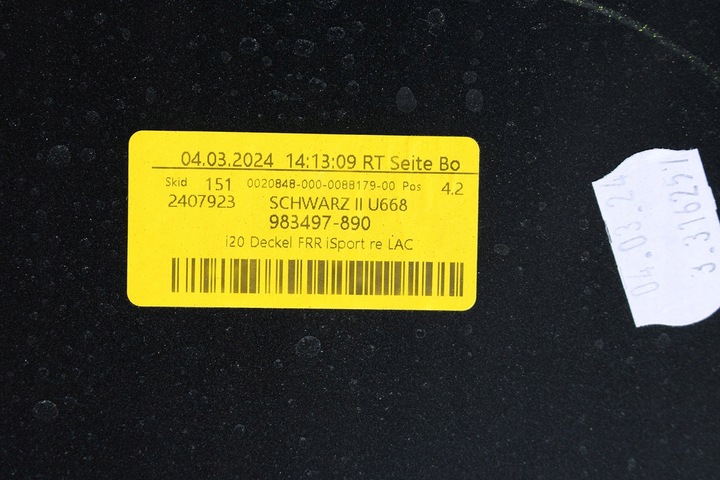 04.03.2024 14:13:09 RT Seite Bo
Skid 151 0020848-000-0088179-00 Pos 4.2
2407923 SCHWARZ II U668
983497-890
i20 Deckel FRR iSport re LAC
04.03.24
3.316257